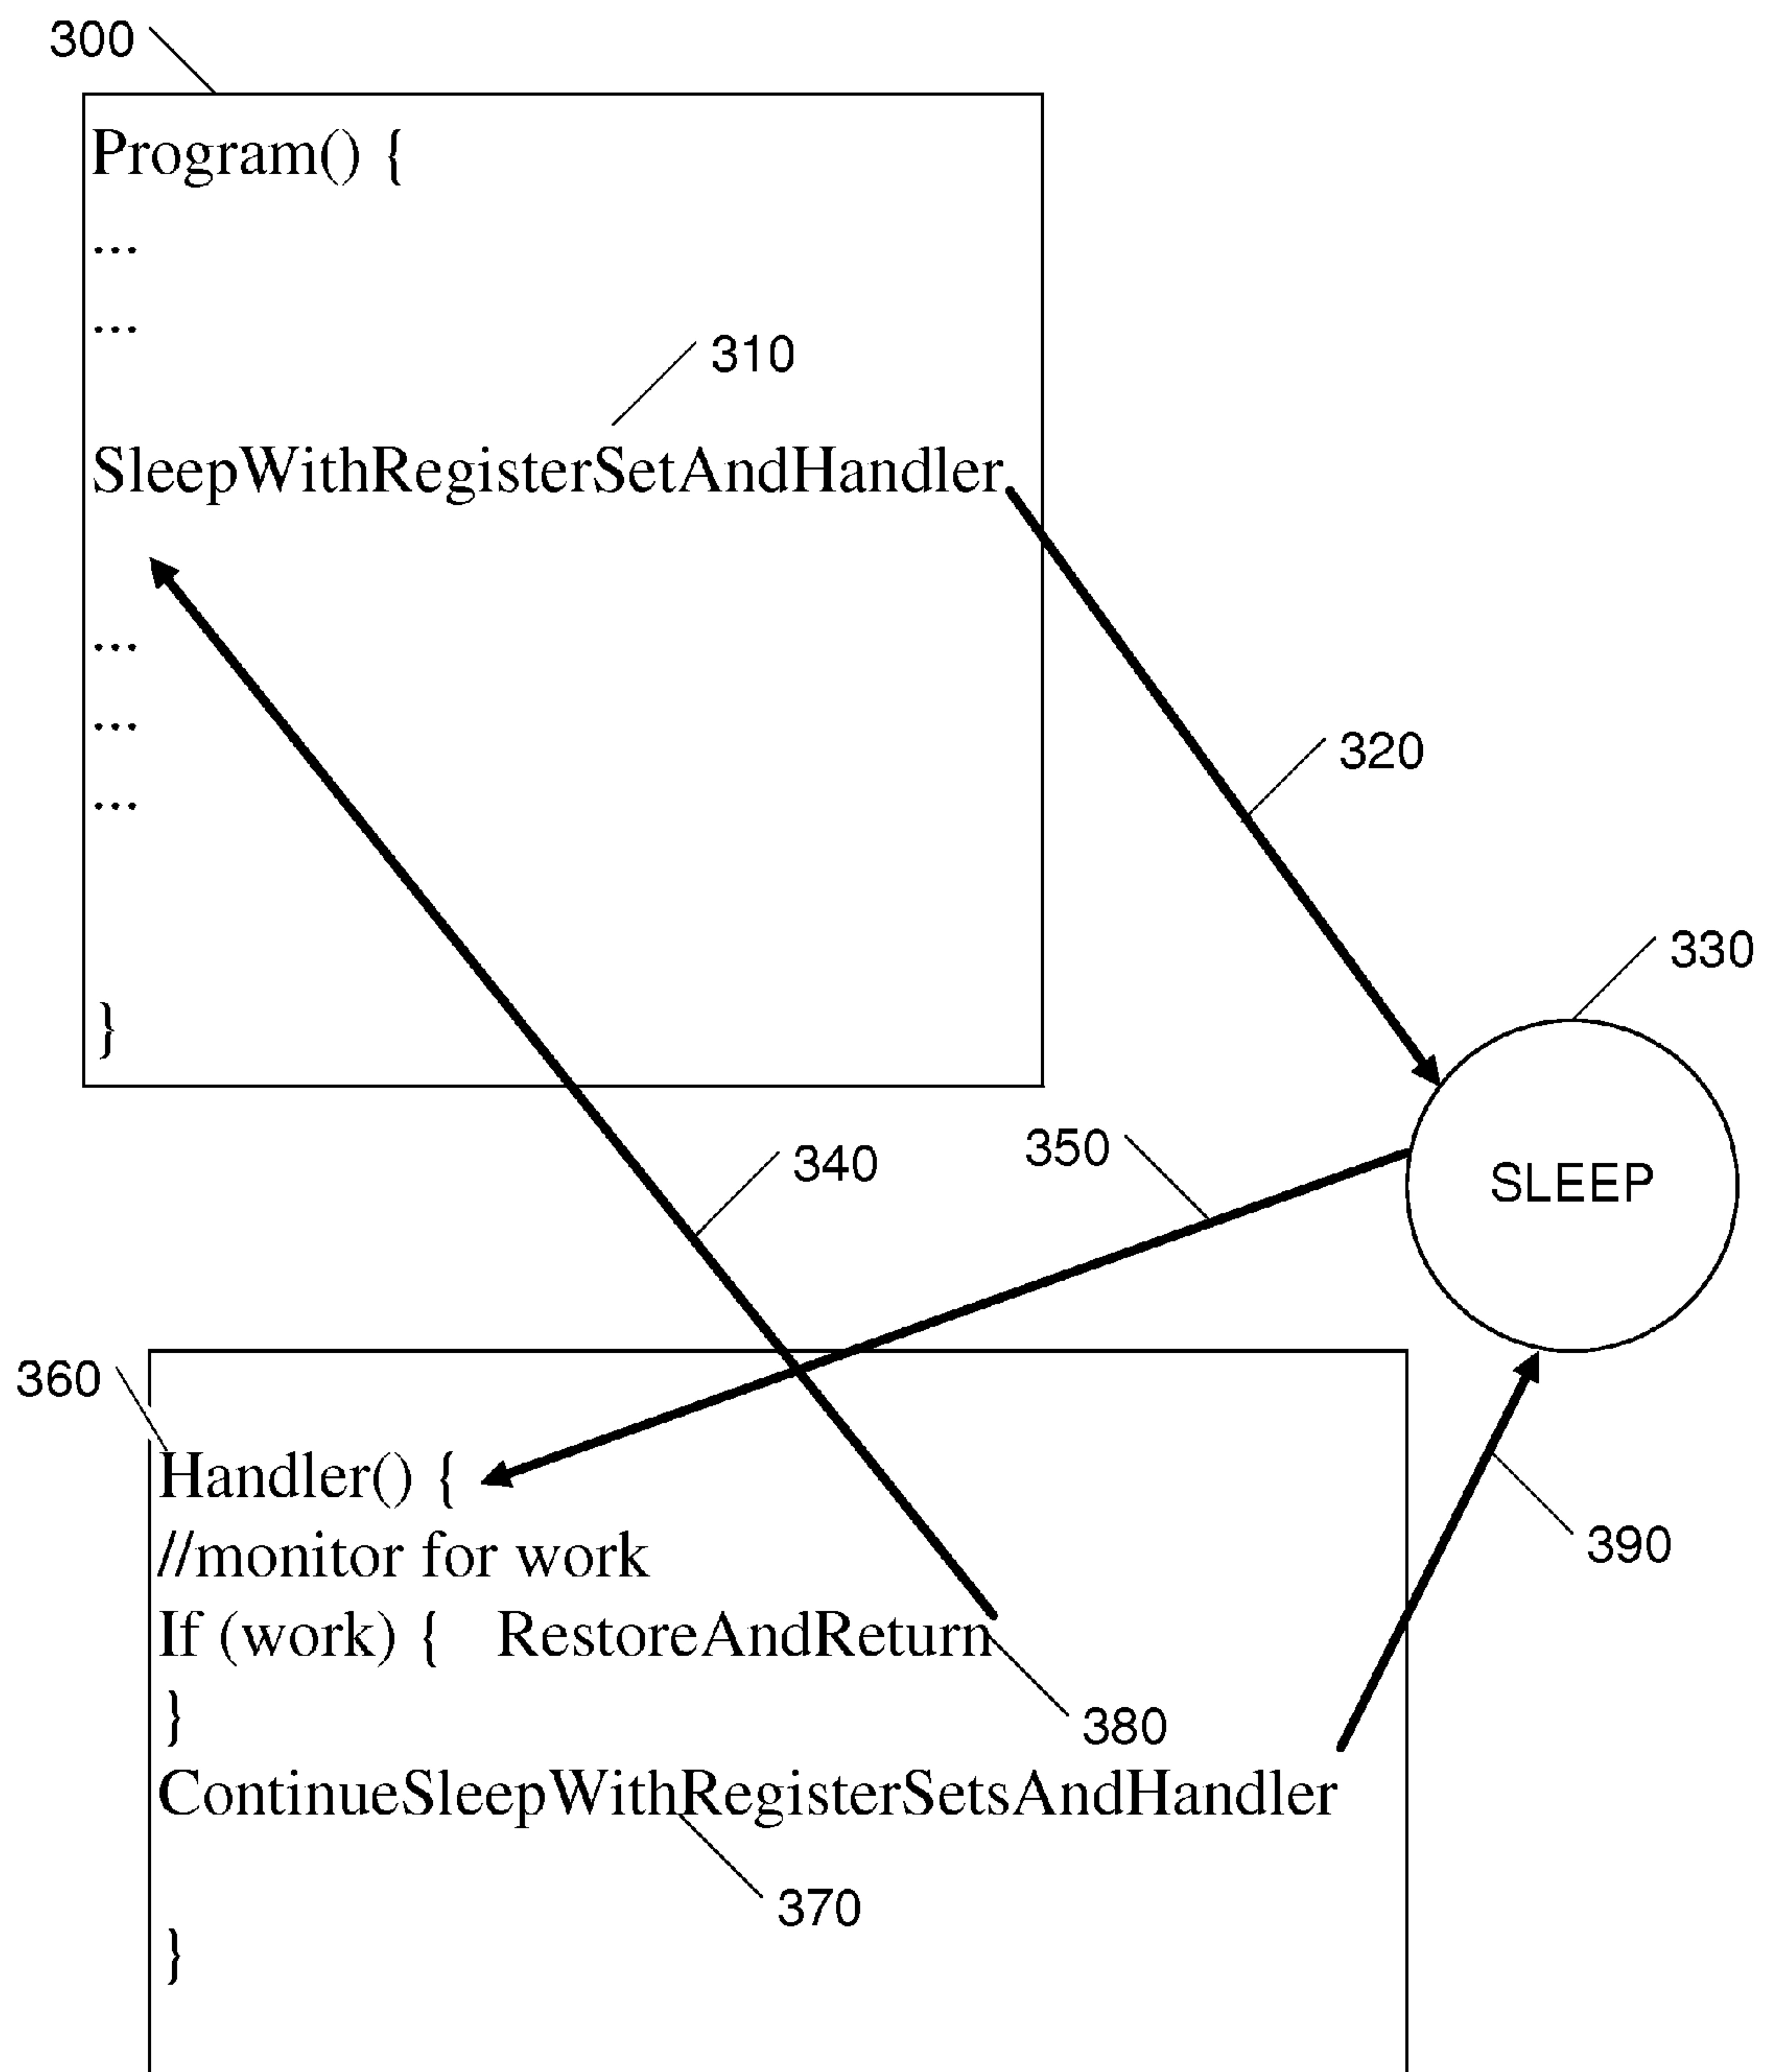 300
Program() {
...
...
310
SleepWithRegisterSetAndHandler
...
320
...
...
330
}
340
350
SLEEP
360
Handler() {
//monitor for work
390
If (work) { RestoreAndReturn
}
380
ContinueSleepWithRegisterSetsAndHandler
370
}